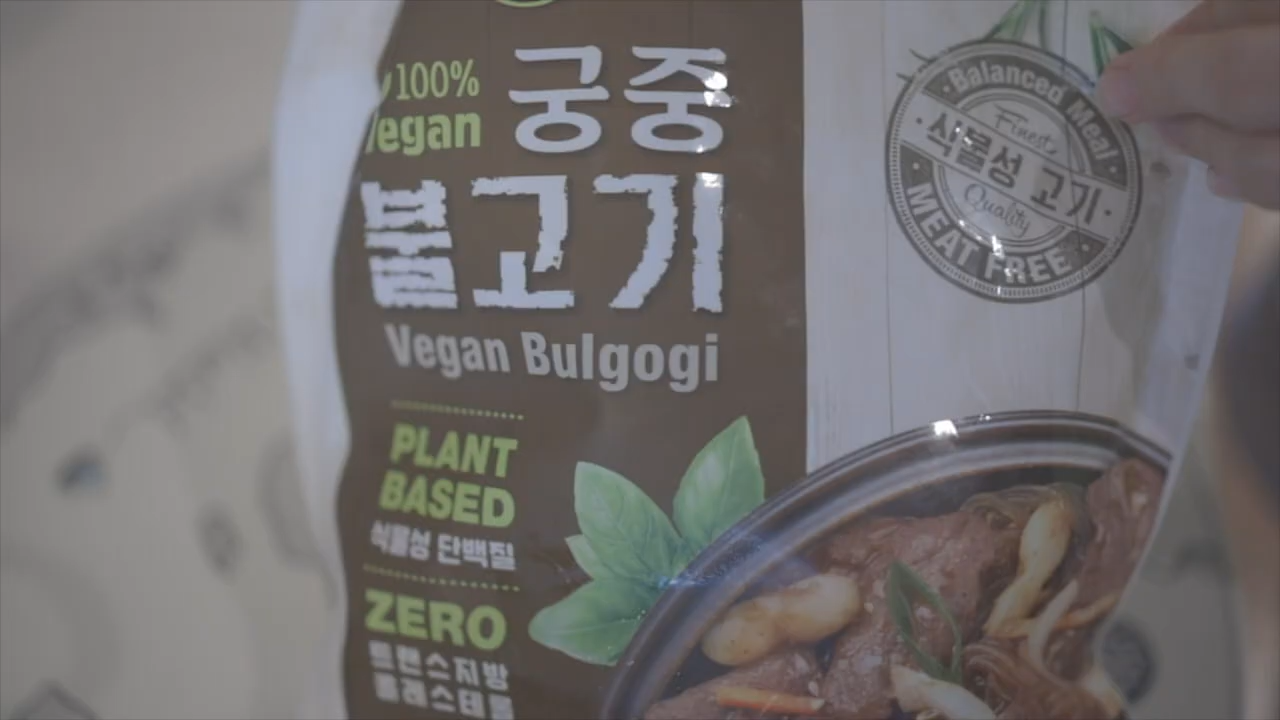 100%
Vegan
궁중
불고기
Vegan Bulgogi
PLANT
BASED
식물성 단백질
ZERO
트랜스지방
콜레스테롤
Balanced Meal
Finest
식물성 고기
Quality
MEAT FREE